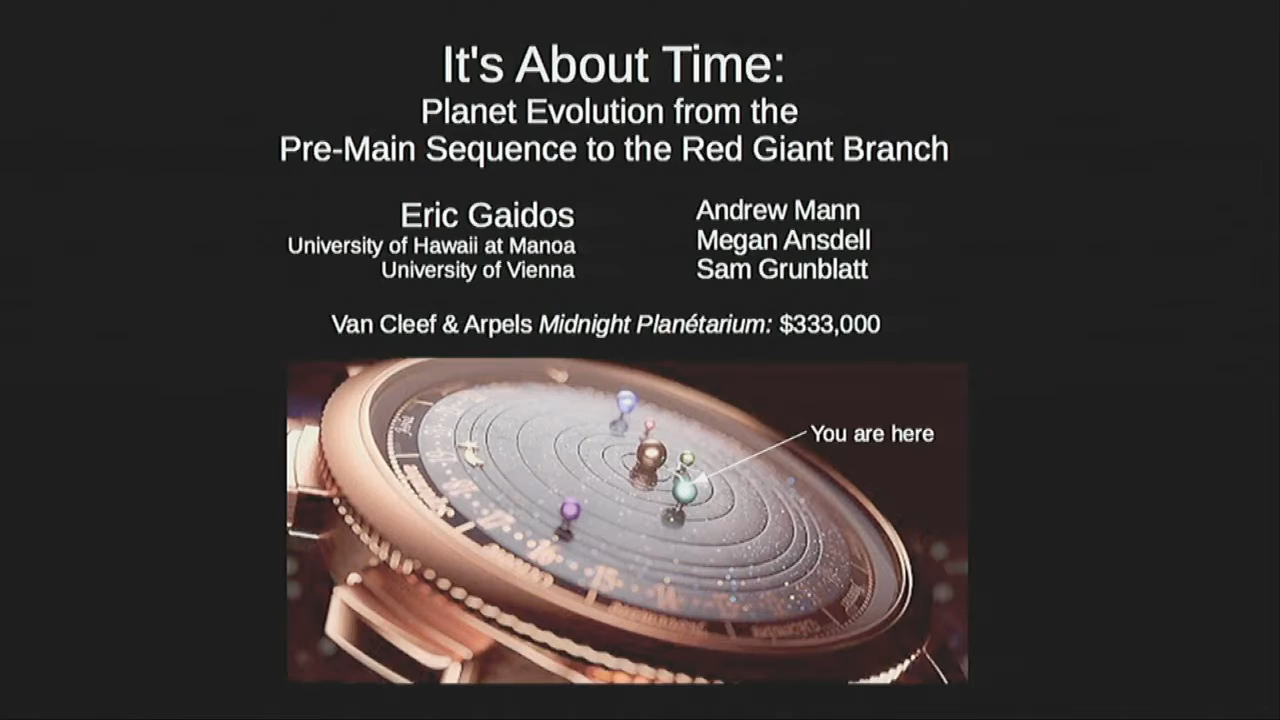 It's About Time:
Planet Evolution from the
Pre-Main Sequence to the Red Giant Branch
Eric Gaidos
University of Hawaii at Manoa
University of Vienna
Andrew Mann
Megan Ansdell
Sam Grunblatt
Van Cleef & Arpels Midnight Planétarium: $333,000
You are here